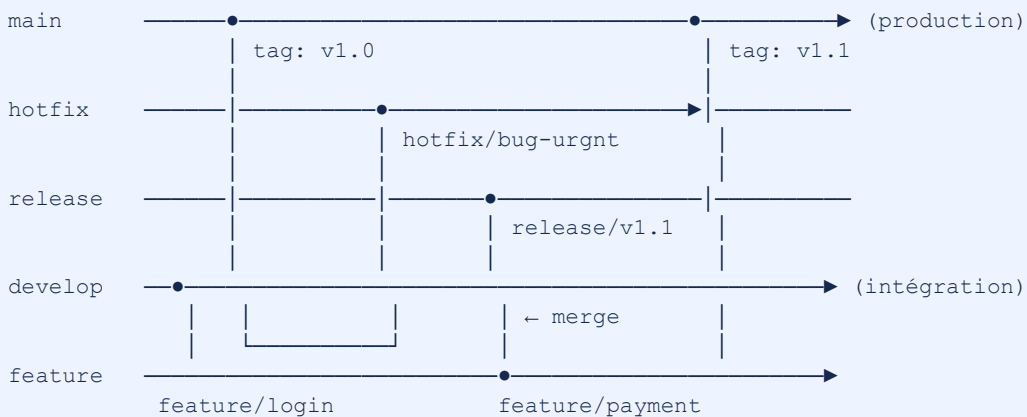 main (production)
tag: v1.0 tag: v1.1
hotfix
hotfix/bug-urgnt
release
release/v1.1
develop (intégration)
← merge
feature
feature/login feature/payment